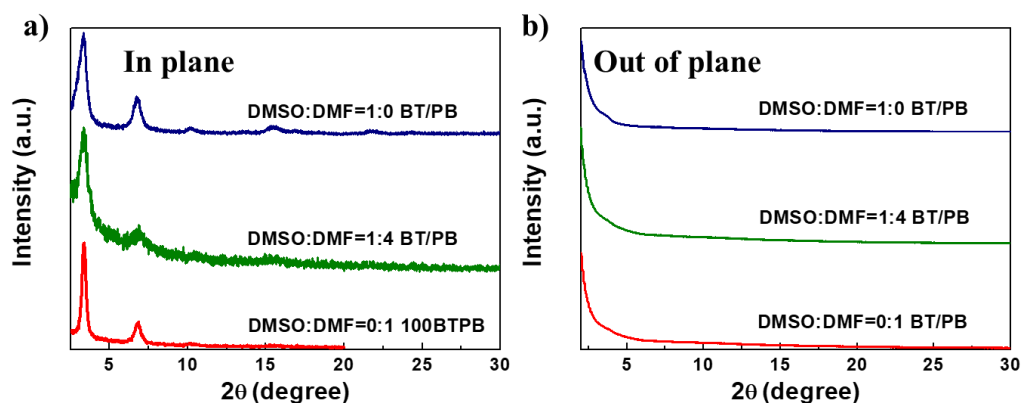 a)
In plane
DMSO:DMF=1:0 BT/PB
DMSO:DMF=1:4 BT/PB
DMSO:DMF=0:1 100BTPB
Intensity (a.u.)
5 10 15 20 25 30
2θ (degree)
b)
Out of plane
DMSO:DMF=1:0 BT/PB
DMSO:DMF=1:4 BT/PB
DMSO:DMF=0:1 BT/PB
Intensity (a.u.)
5 10 15 20 25 30
2θ (degree)